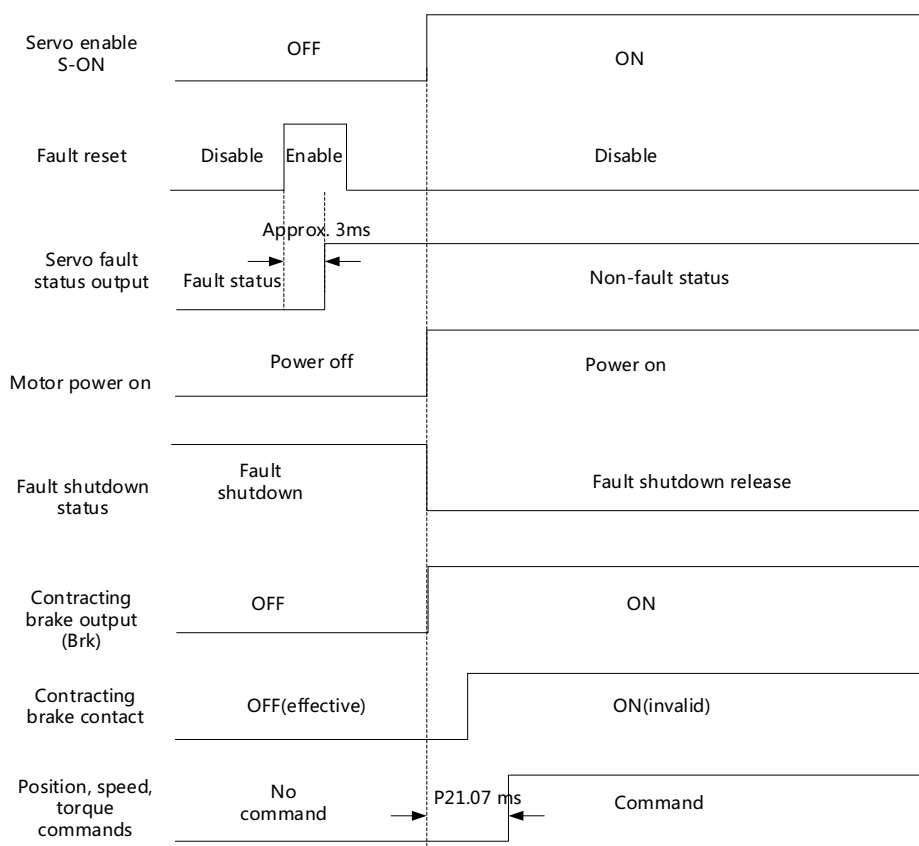 Servo enable
S-ON
OFF
ON
Fault reset
Disable
Enable
Disable
Approx. 3ms
Servo fault
status output
Fault status
Non-fault status
Motor power on
Power off
Power on
Fault shutdown
status
Fault
shutdown
Fault shutdown release
Contracting
brake output
(Brk)
OFF
ON
Contracting
brake contact
OFF(effective)
ON(invalid)
Position, speed,
torque
commands
No
command
P21.07 ms
Command